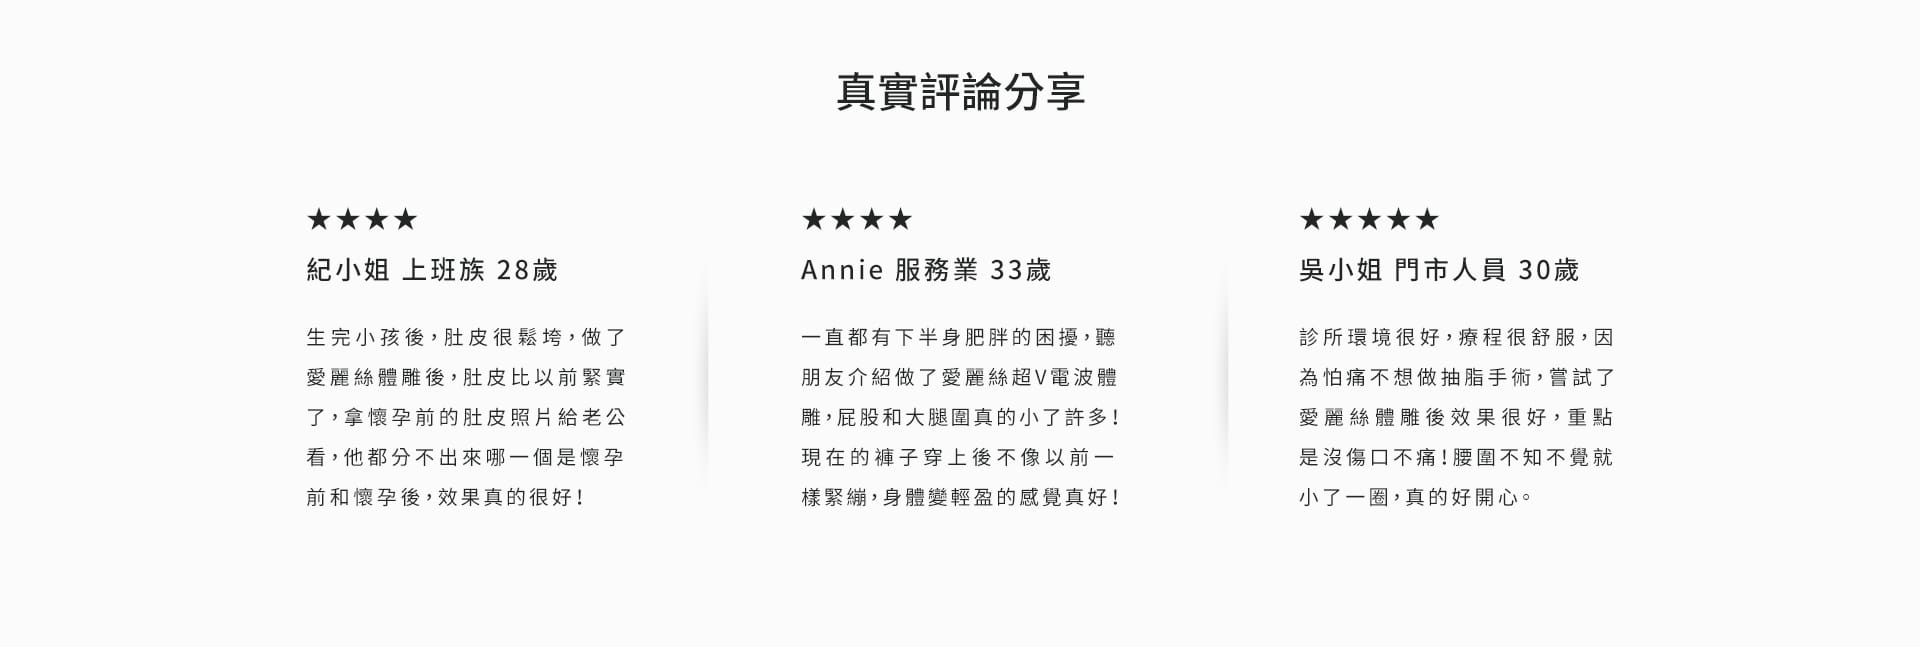 真實評論分享
★★★★
紀小姐 上班族 28歲
生完小孩後，肚皮很鬆垮，做了
愛麗絲體雕後，肚皮比以前緊實
了，拿懷孕前的肚皮照片給老公
看，他都分不出來哪一個是懷孕
前和懷孕後，效果真的很好！
★★★★
Annie 服務業 33歲
一直都有下半身肥胖的困擾，聽
朋友介紹做了愛麗絲超V電波體
雕，屁股和大腿圍真的小了許多！
現在的褲子穿上後不像以前一
樣緊繃，身體變輕盈的感覺真好！
★★★★★
吳小姐 門市人員 30歲
診所環境很好，療程很舒服，因
為怕痛不想做抽脂手術，嘗試了
愛麗絲體雕後效果很好，重點
是沒傷口不痛！腰圍不知不覺就
小了一圈，真的好開心。